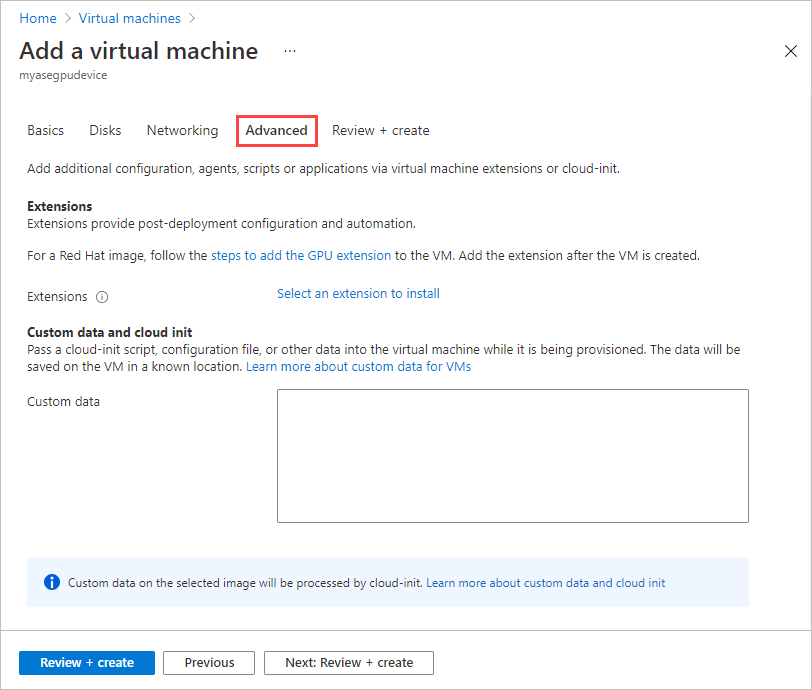 Home > Virtual machines >
Add a virtual machine ...
myasegpudevice
Basics Disks Networking Advanced Review + create
Add additional configuration, agents, scripts or applications via virtual machine extensions or cloud-init.
Extensions
Extensions provide post-deployment configuration and automation.
For a Red Hat image, follow the steps to add the GPU extension to the VM. Add the extension after the VM is created.
Extensions Select an extension to install
Custom data and cloud init
Pass a cloud-init script, configuration file, or other data into the virtual machine while it is being provisioned. The data will be
saved on the VM in a known location. Learn more about custom data for VMs
Custom data
Custom data on the selected image will be processed by cloud-init. Learn more about custom data and cloud init
Review + create Previous Next: Review + create